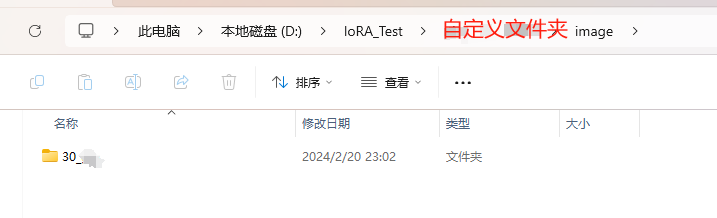 此电脑 > 本地磁盘 (D:) > loRA_Test > 自定义文件夹 image >
排序 查看 ...
名称 修改日期 类型 大小
30_ 2024/2/20 23:02 文件夹